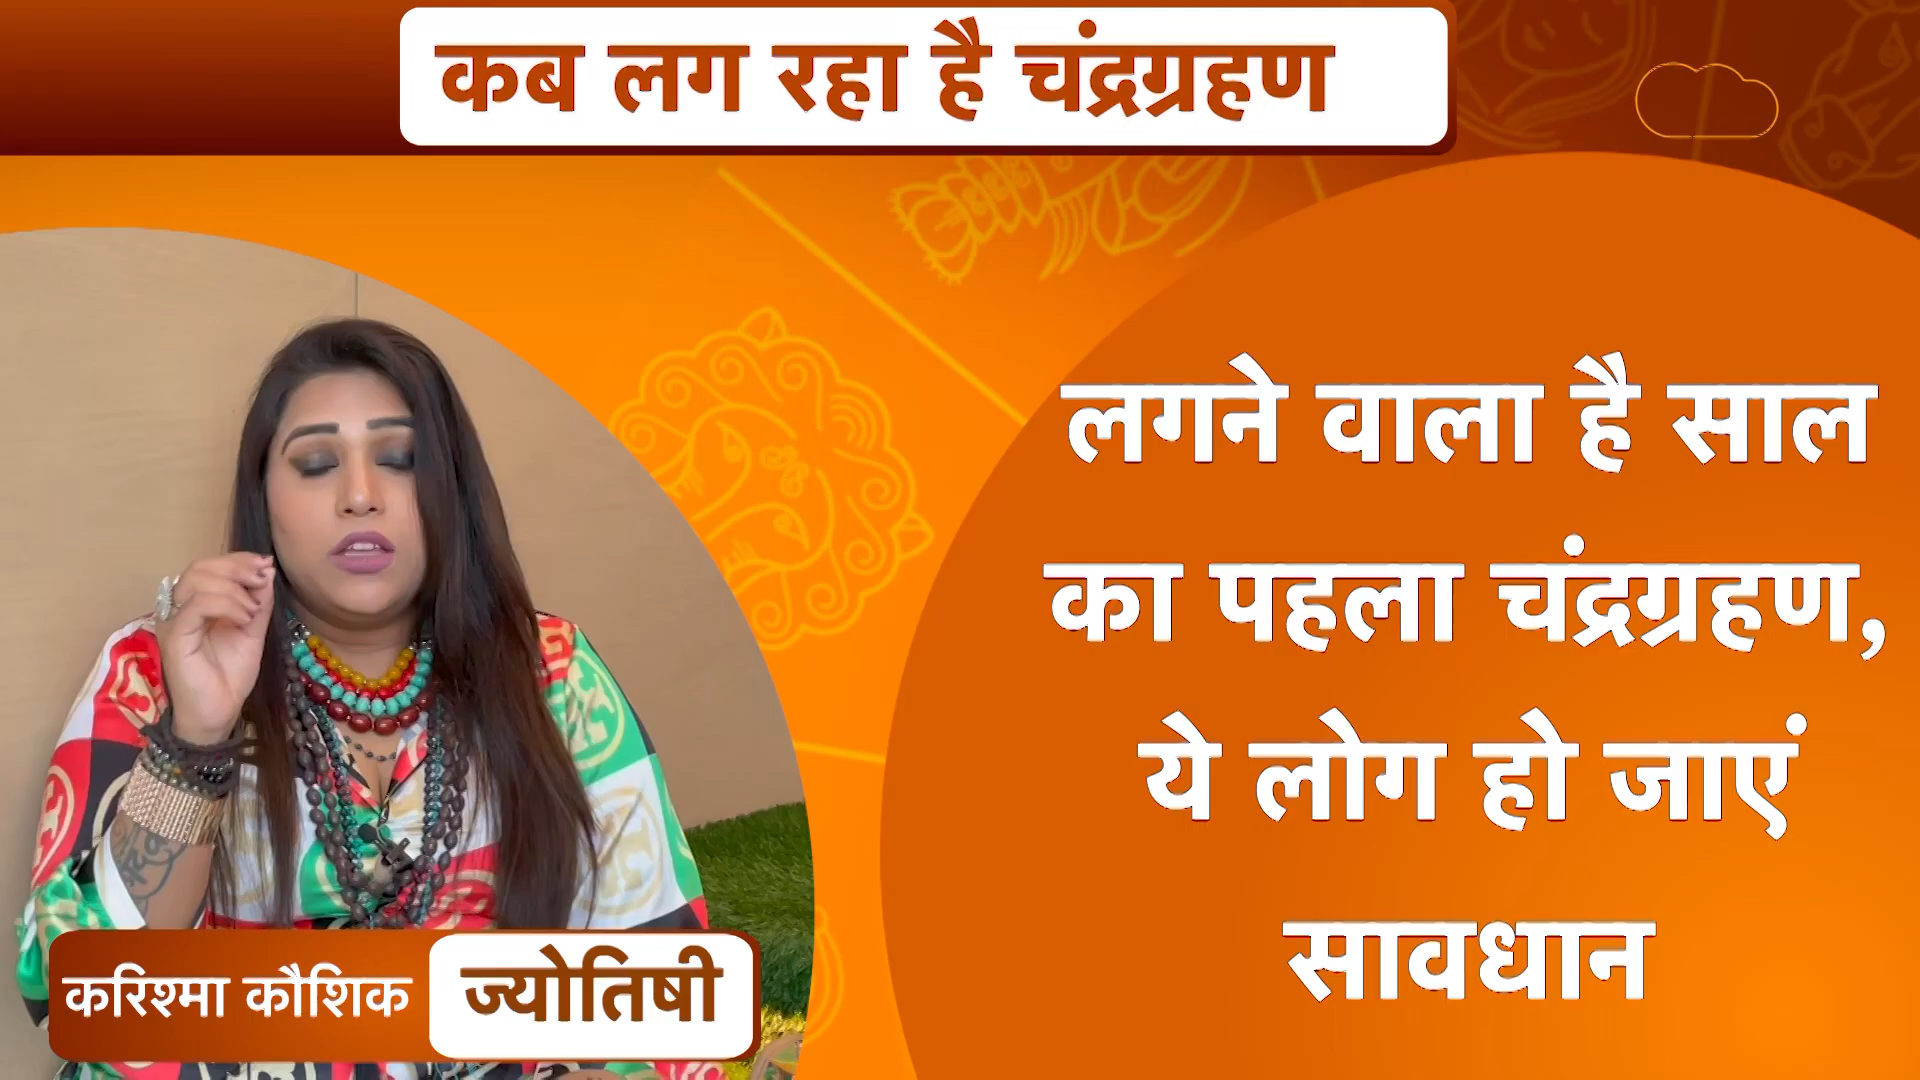 कब लग रहा है चंद्रग्रहण
लगने वाला है साल
का पहला चंद्रग्रहण,
ये लोग हो जाएं
सावधान
करिश्मा कौशिक ज्योतिषी